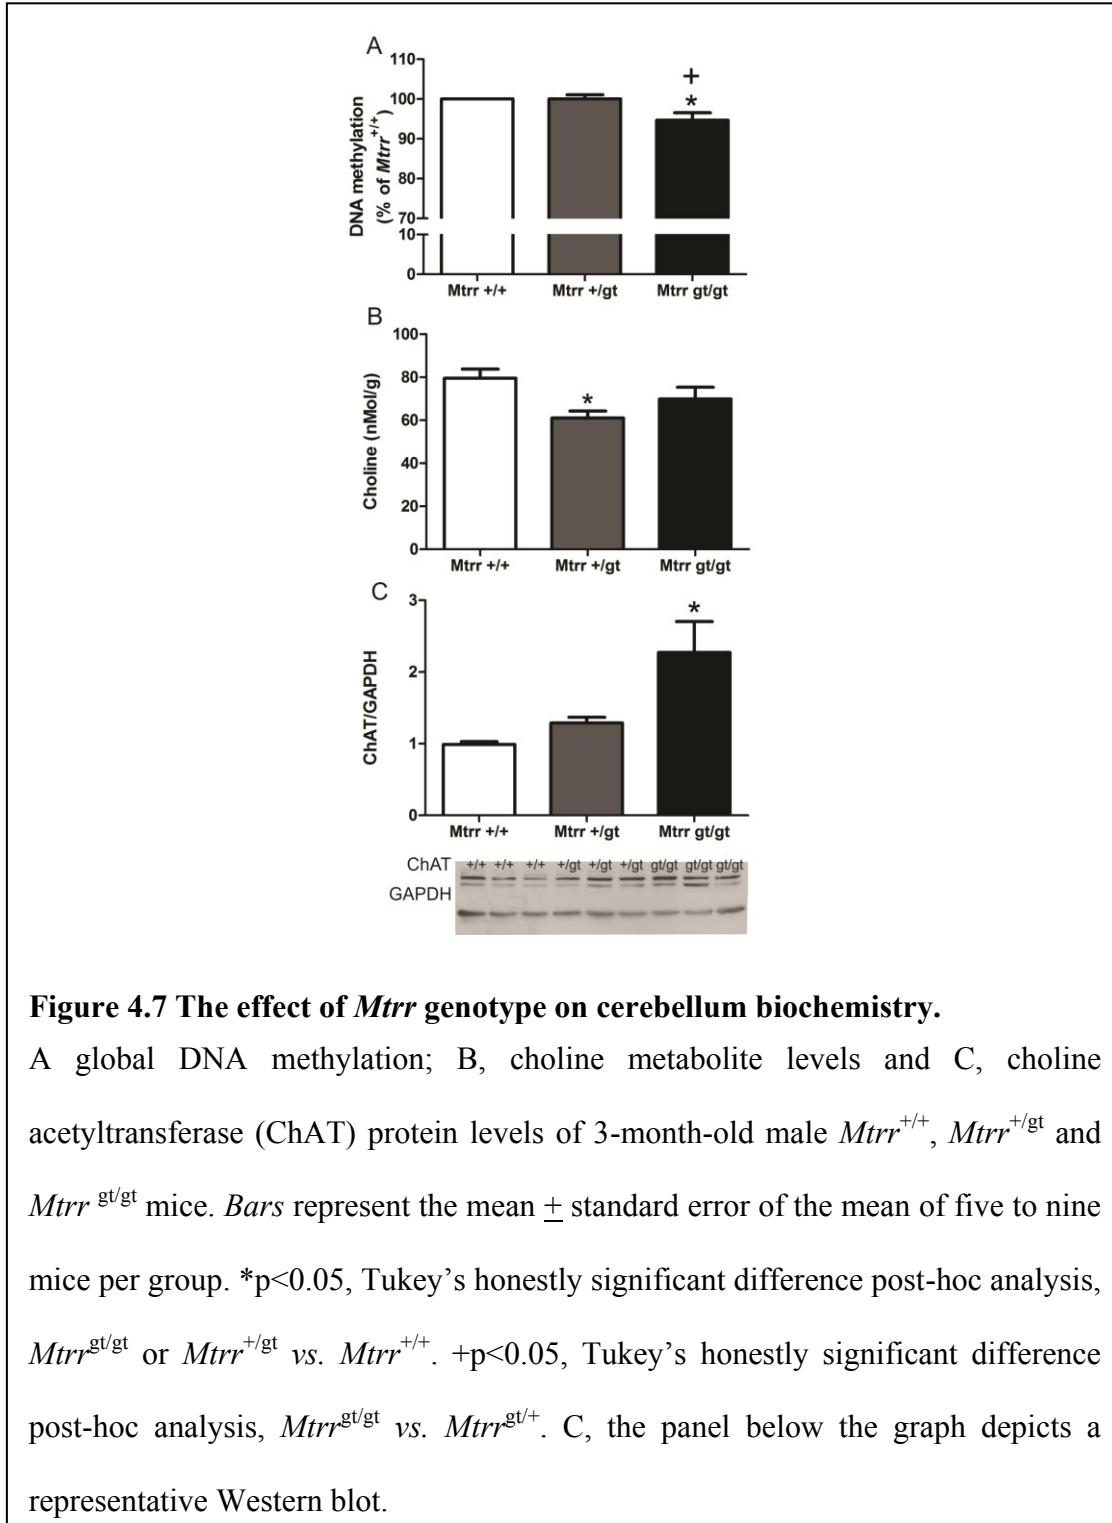 A
110
+
100
*
90
80
70
10
0
DNA methylation
(% of Mtrr+/+)
Mtrr +/+ Mtrr +/gt Mtrr gt/gt
B
100
80
60
40
20
0
*
Choline (nMol/g)
Mtrr +/+ Mtrr +/gt Mtrr gt/gt
C
3
2
1
0
*
ChAT/GAPDH
Mtrr +/+ Mtrr +/gt Mtrr gt/gt
ChAT +/+ +/+ +/+ +/gt +/gt +/gt gt/gt gt/gt gt/gt
GAPDH
Figure 4.7 The effect of Mtrr genotype on cerebellum biochemistry.
A global DNA methylation; B, choline metabolite levels and C, choline
acetyltransferase (ChAT) protein levels of 3-month-old male Mtrr+/+, Mtrr+/gt and
Mtrr gt/gt mice. Bars represent the mean ± standard error of the mean of five to nine
mice per group. *p<0.05, Tukey’s honestly significant difference post-hoc analysis,
Mtrrgt/gt or Mtrr+/gt vs. Mtrr+/+. +p<0.05, Tukey’s honestly significant difference
post-hoc analysis, Mtrrgt/gt vs. Mtrrgt/+. C, the panel below the graph depicts a
representative Western blot.